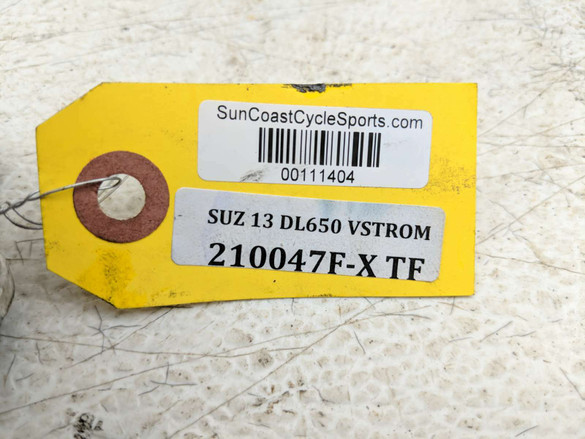 SunCoastCycleSports.com
00111404
SUZ 13 DL650 VSTROM
210047F-X TF